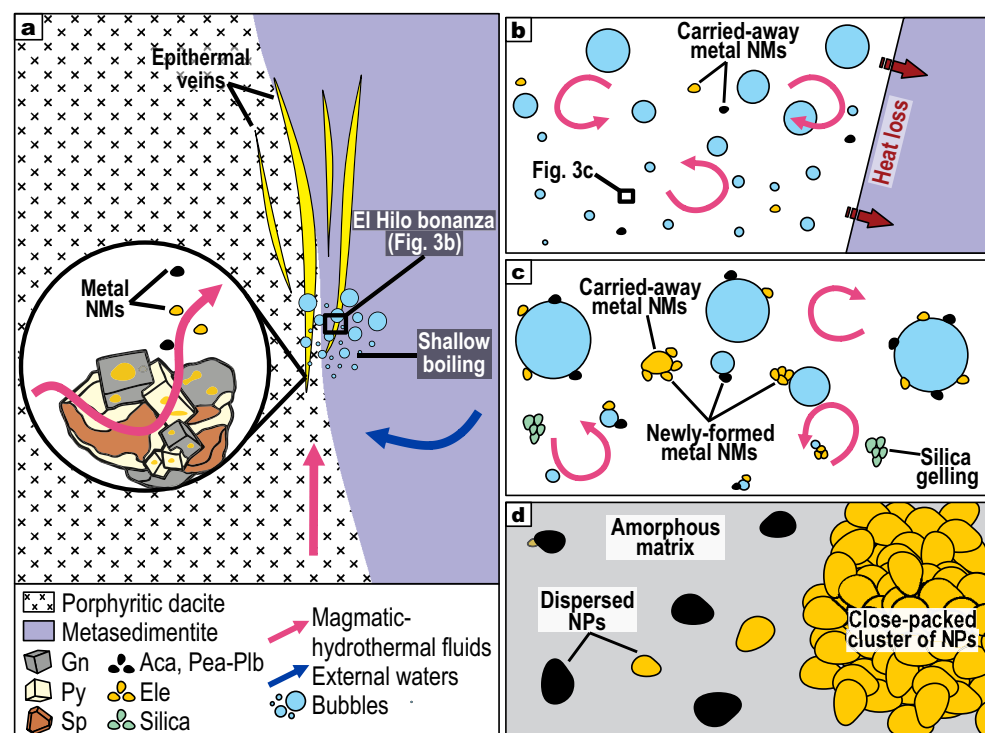 a
Epithermal
veins
El Hilo bonanza
(Fig. 3b)
Metal
NMs
Shallow
boiling
Porphyritic dacite
Metasedimentite
Gn
Aca, Pea-Plb
Py
Ele
Sp
Silica
Magmatic-
hydrothermal fluids
External waters
Bubbles
b
Carried-away
metal NMs
Heat loss
Fig. 3c
c
Carried-away
metal NMs
Newly-formed
metal NMs
Silica
gelling
d
Amorphous
matrix
Dispersed
NPs
Close-packed
cluster of NPs